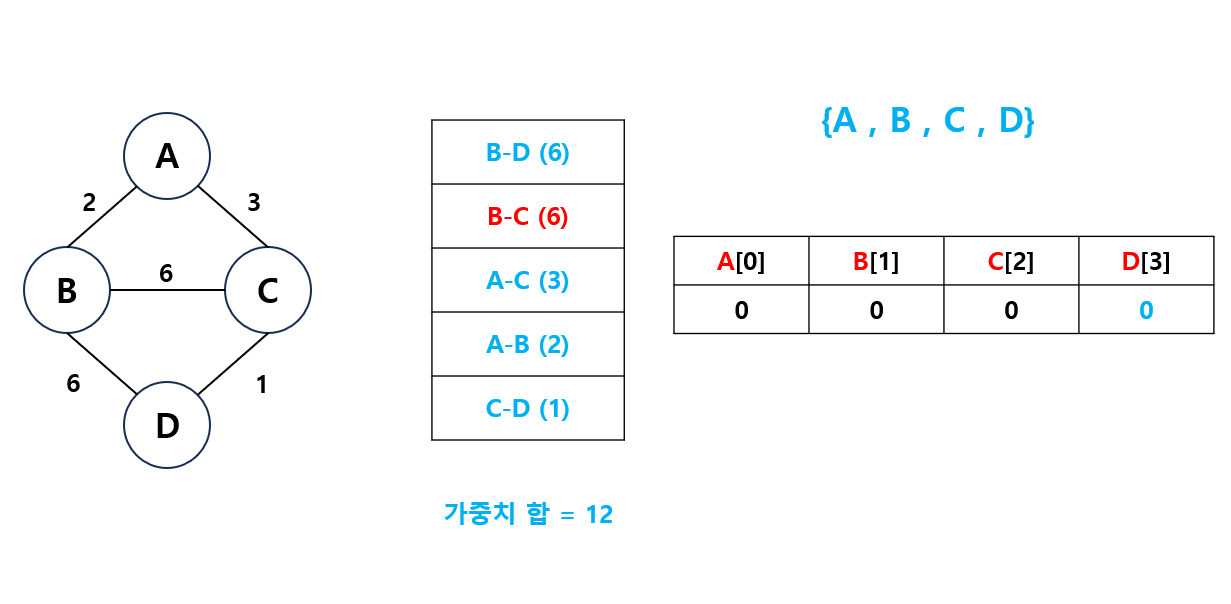 A
2
3
B
6
C
6
1
D
B-D (6)
B-C (6)
A-C (3)
A-B (2)
C-D (1)
가중치 합 = 12
{A , B , C , D}
A[0] B[1] C[2] D[3]
0 0 0 0